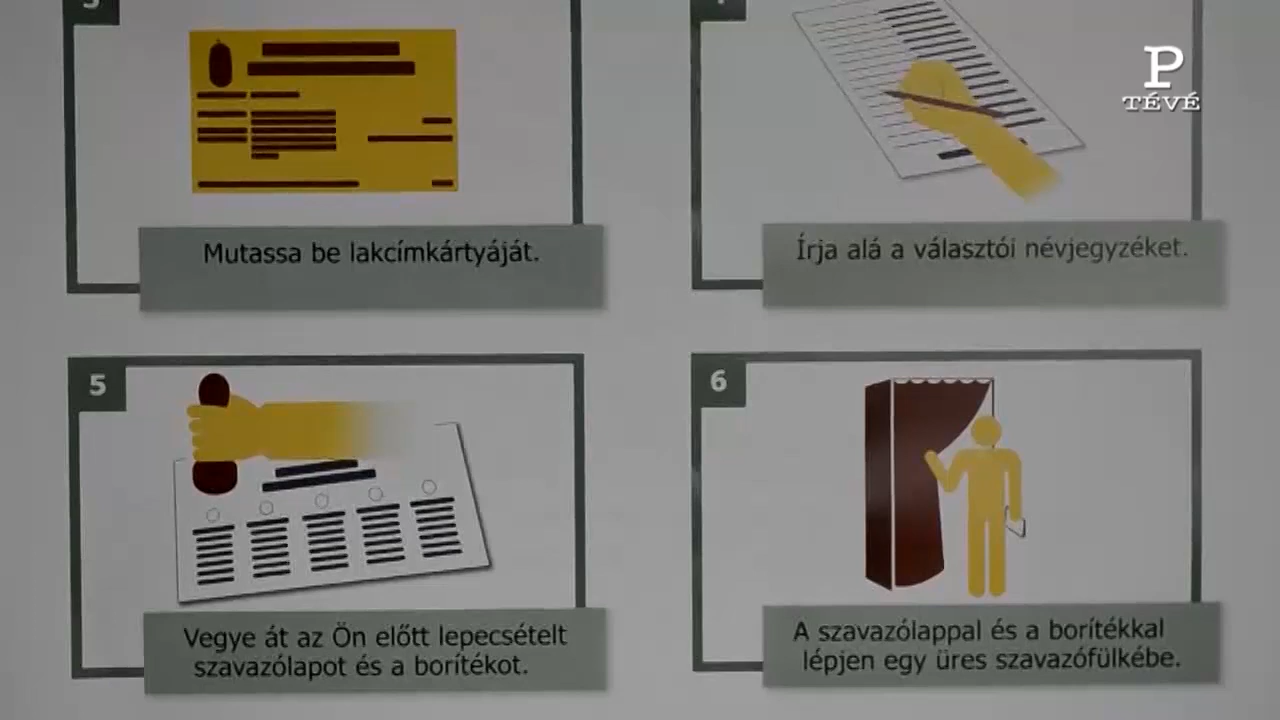 P
TÉVÉ
3
Mutassa be lakcímkártyáját.
Írja alá a választói névjegyzéket.
5
6
Vegye át az Ön előtt lepecsételt
szavazólapot és a borítékot.
A szavazólappal és a borítékkal
lépjen egy üres szavazófülkébe.